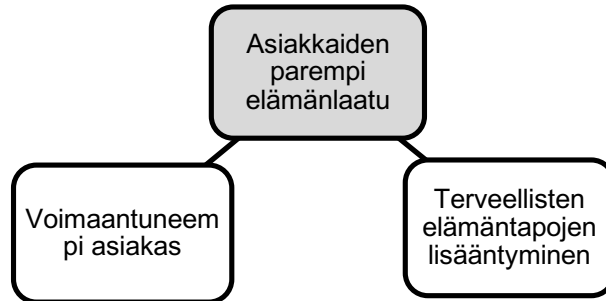 Asiakkaiden
parempi
elämänlaatu
Voimaantuneem
pi asiakas
Terveellisten
elämäntapojen
lisääntyminen